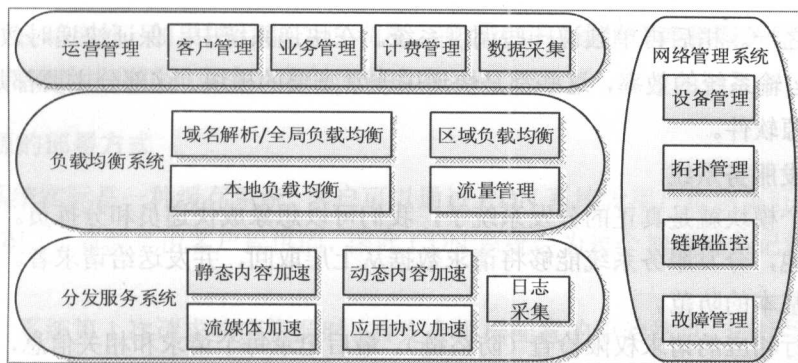 运营管理 客户管理 业务管理 计费管理 数据采集
负载均衡系统
域名解析/全局负载均衡 区域负载均衡
本地负载均衡 流量管理
分发服务系统
静态内容加速 动态内容加速
流媒体加速 应用协议加速
日志
采集
网络管理系统
设备管理
拓扑管理
链路监控
故障管理